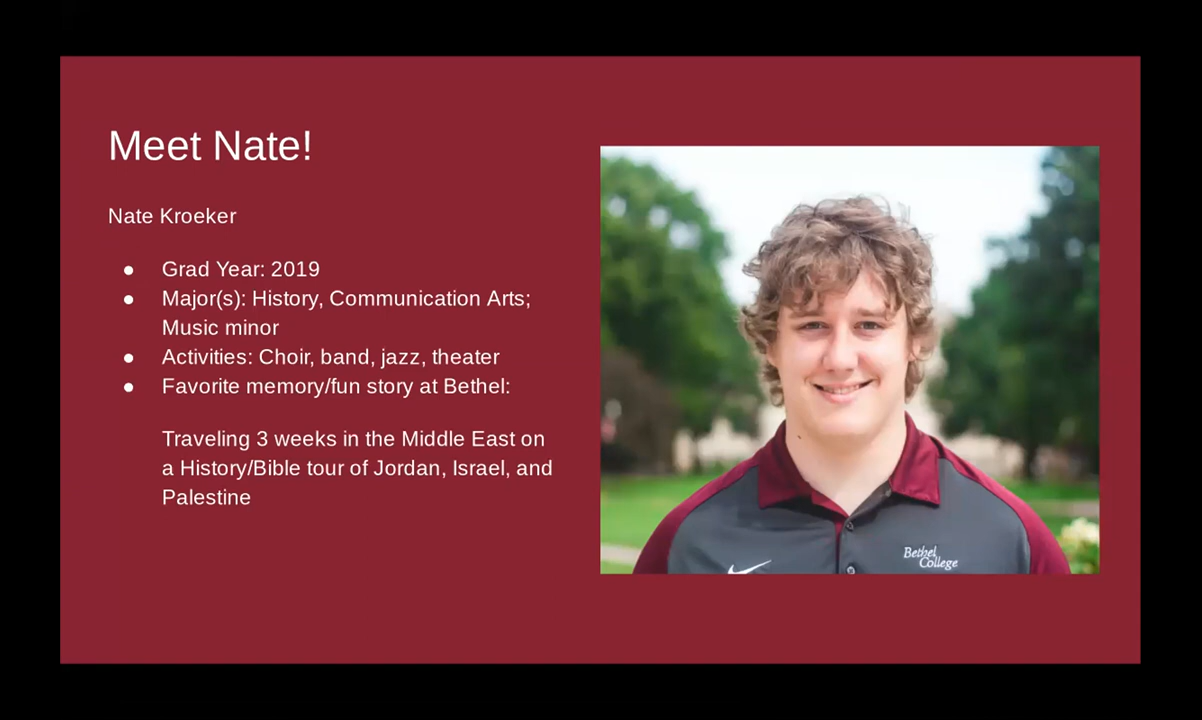 Meet Nate!
Nate Kroeker
● Grad Year: 2019
● Major(s): History, Communication Arts;
Music minor
● Activities: Choir, band, jazz, theater
● Favorite memory/fun story at Bethel:
Traveling 3 weeks in the Middle East on
a History/Bible tour of Jordan, Israel, and
Palestine
Bethel
College